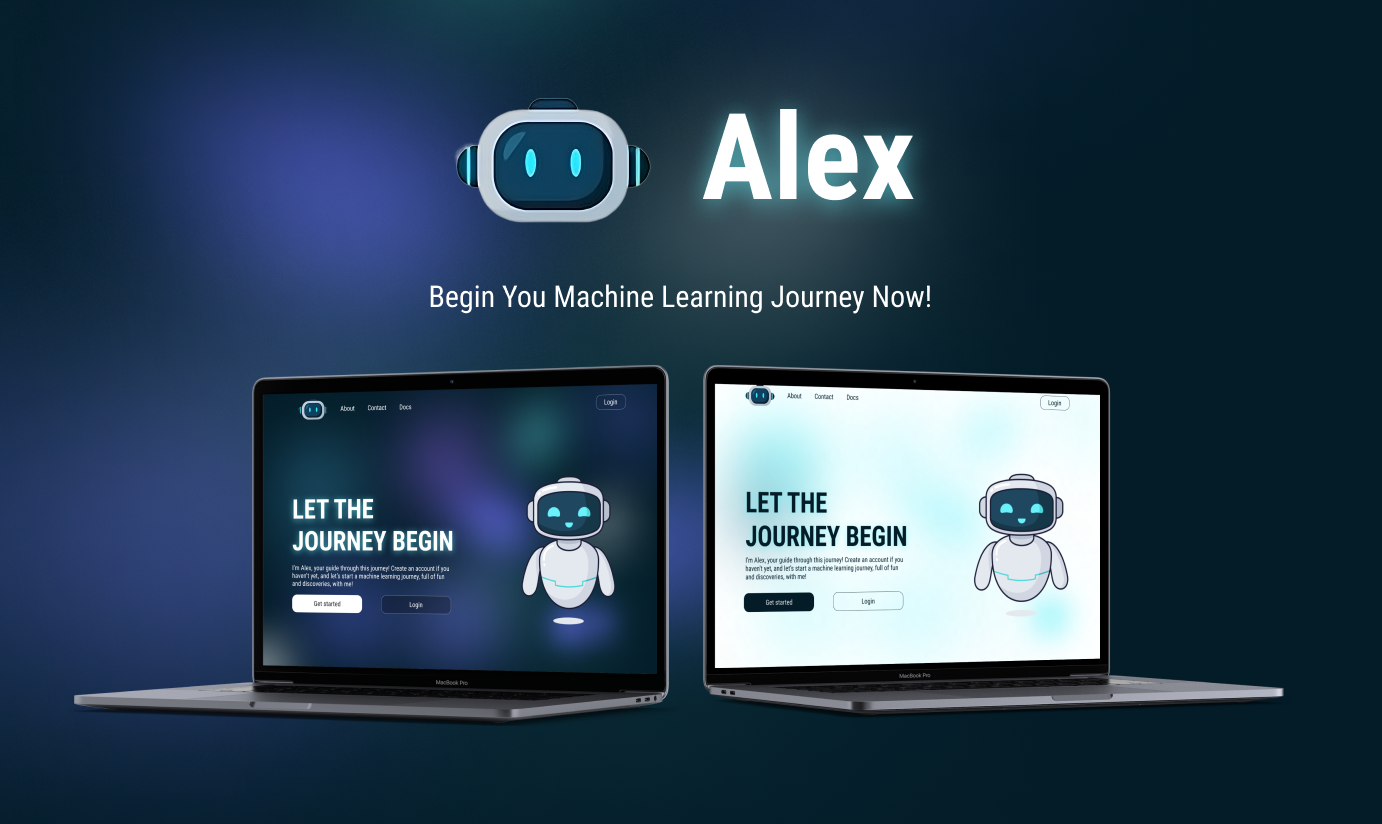 Alex
Begin You Machine Learning Journey Now!
About Contact Docs Login
LET THE
JOURNEY BEGIN
I'm Alex, your guide through this journey! Create an account if you
haven't yet, and let's start a machine learning journey, full of fun
and discoveries, with me!
Get started Login
MacBook Pro
About Contact Docs Login
LET THE
JOURNEY BEGIN
I'm Alex, your guide through this journey! Create an account if you
haven't yet, and let's start a machine learning journey, full of fun
and discoveries, with me!
Get started Login
MacBook Pro